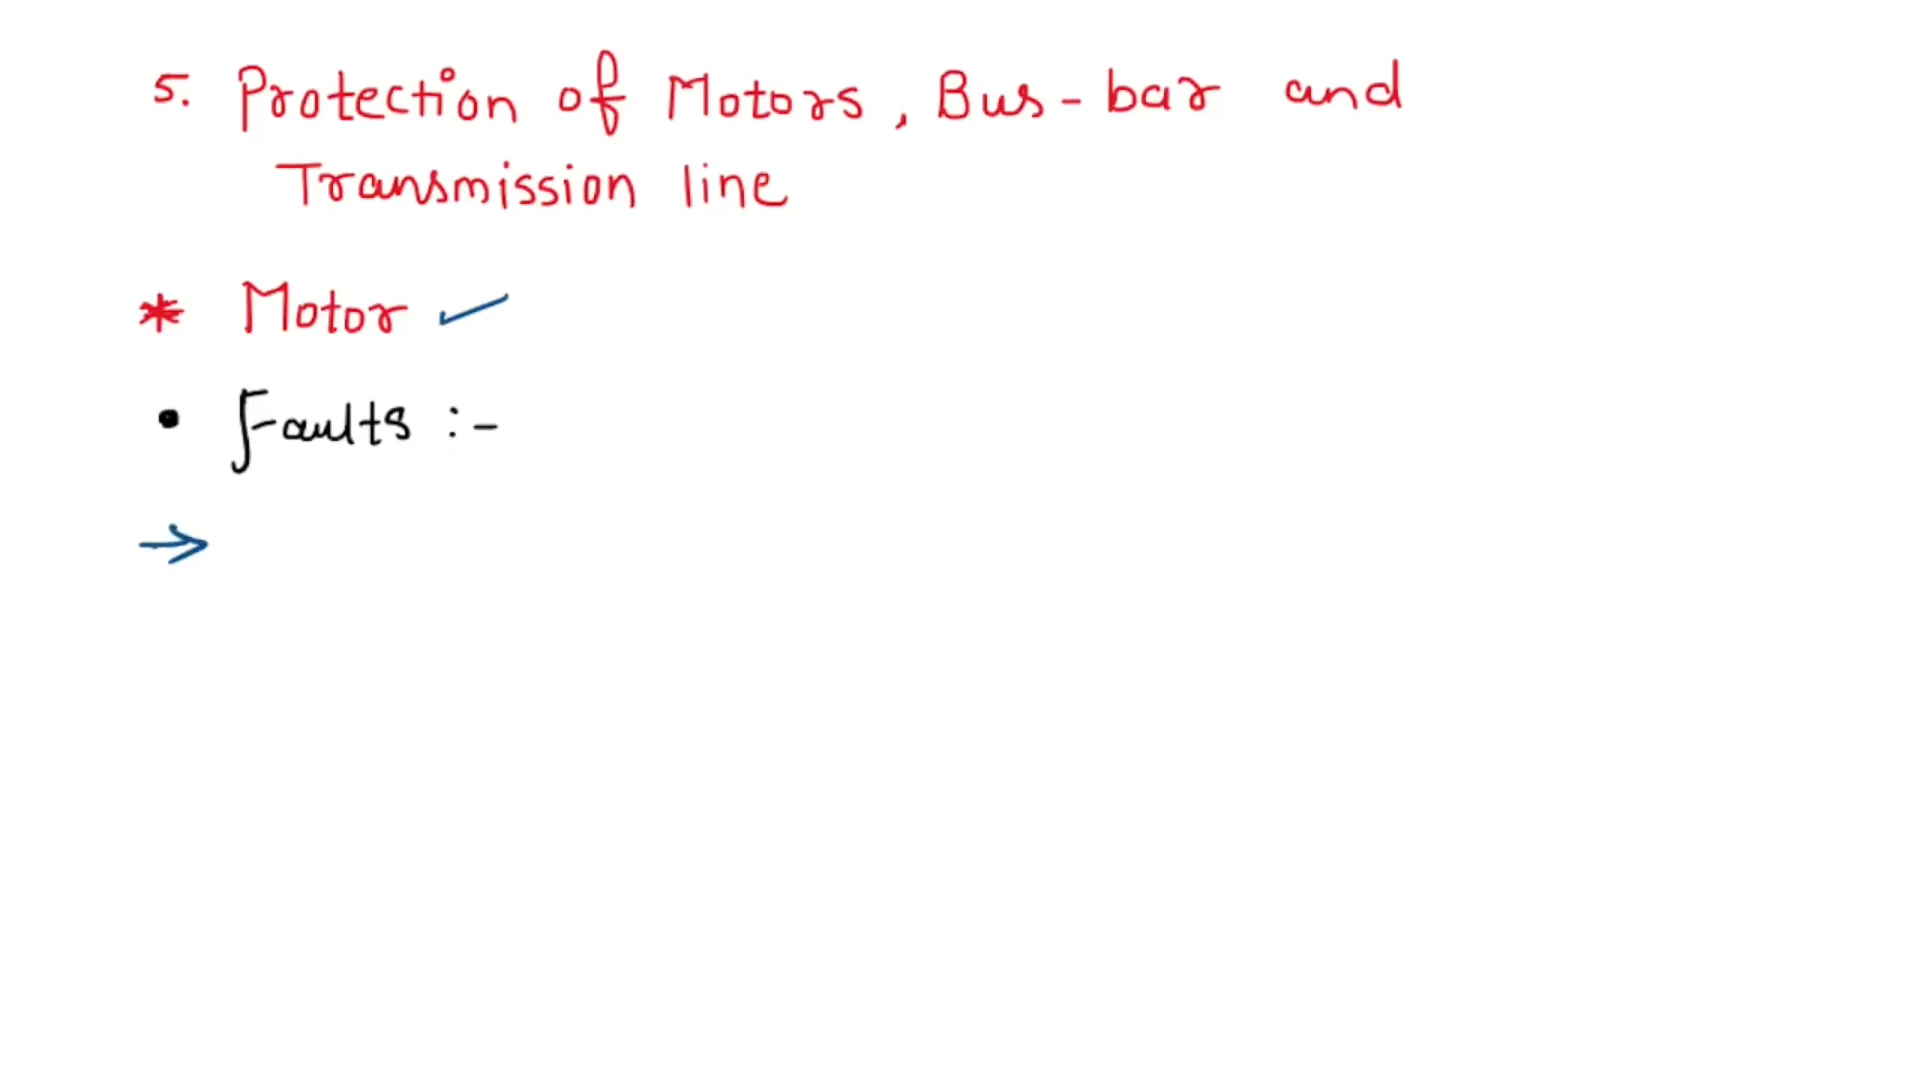 5. Protection of Motors, Bus-bar and
Transmission line
* Motor ✓
• Faults :-
→